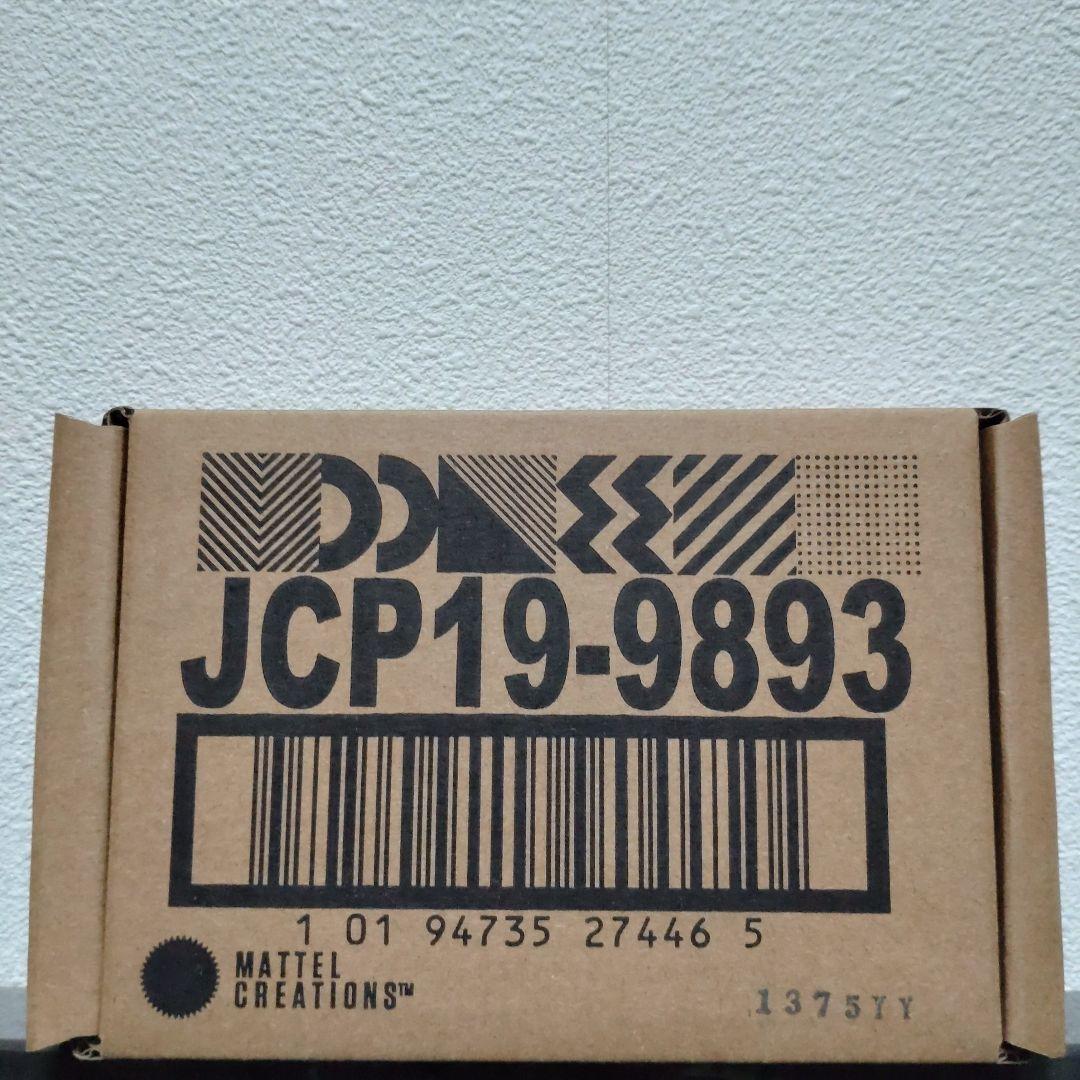 JCP19-9893
1 01 94735 27446 5
MATTEL
CREATIONS™
1375YY